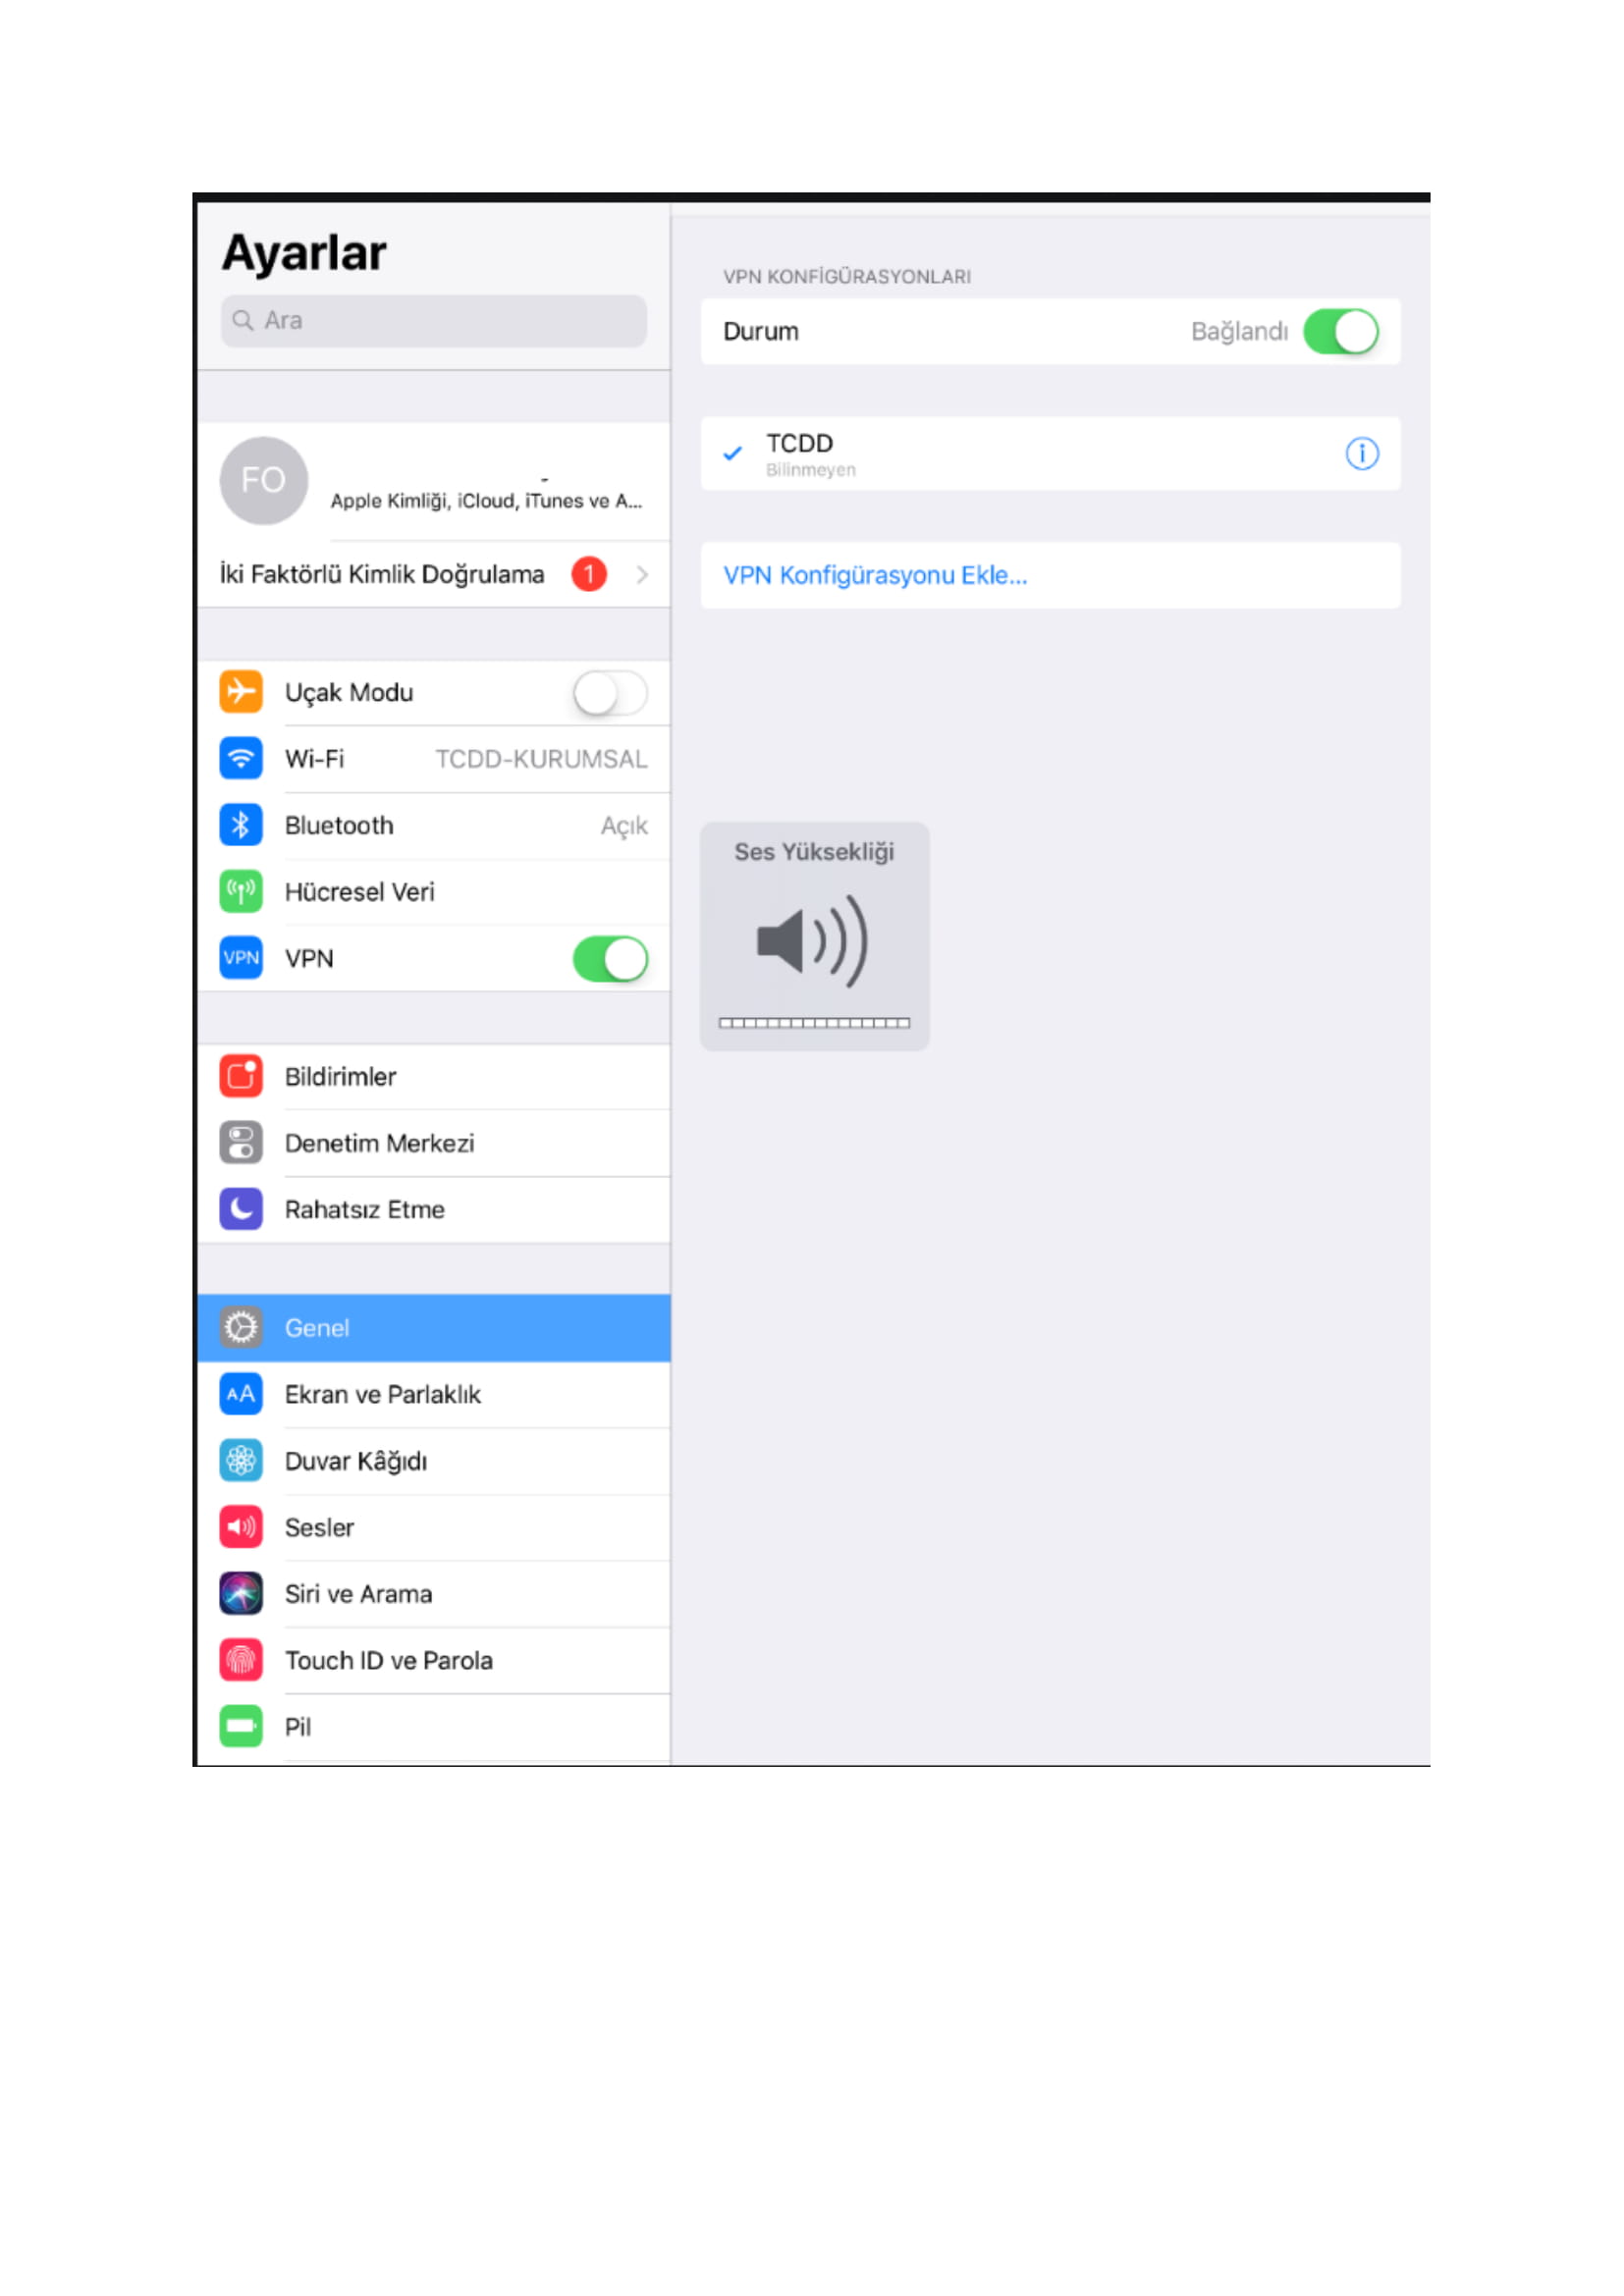 Ayarlar
Ara
FO
Apple Kimliği, iCloud, iTunes ve A...
İki Faktörlü Kimlik Doğrulama 1
Uçak Modu
Wi-Fi TCDD-KURUMSAL
Bluetooth Açık
Hücresel Veri
VPN VPN
Bildirimler
Denetim Merkezi
Rahatsız Etme
Genel
AA Ekran ve Parlaklık
Duvar Kâğıdı
Sesler
Siri ve Arama
Touch ID ve Parola
Pil
VPN KONFİGÜRASYONLARI
Durum Bağlandı
TCDD
Bilinmeyen
VPN Konfigürasyonu Ekle...
Ses Yüksekliği